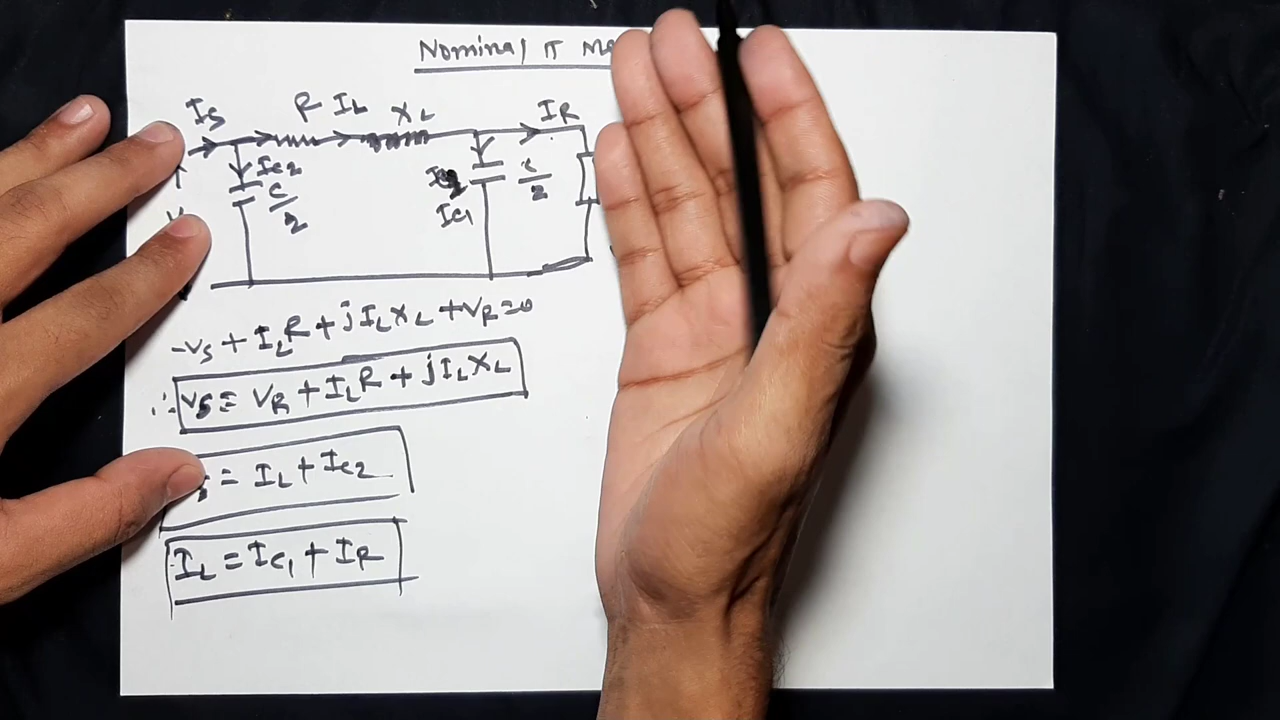 Nominal π
Is R IL XL IR
Ic2 C/2 Ic1 C/2
-Vs + ILR + jILXL + VR = 0
∴ Vs = VR + ILR + jILXL
= IL + Ic2
IL = Ic1 + IR